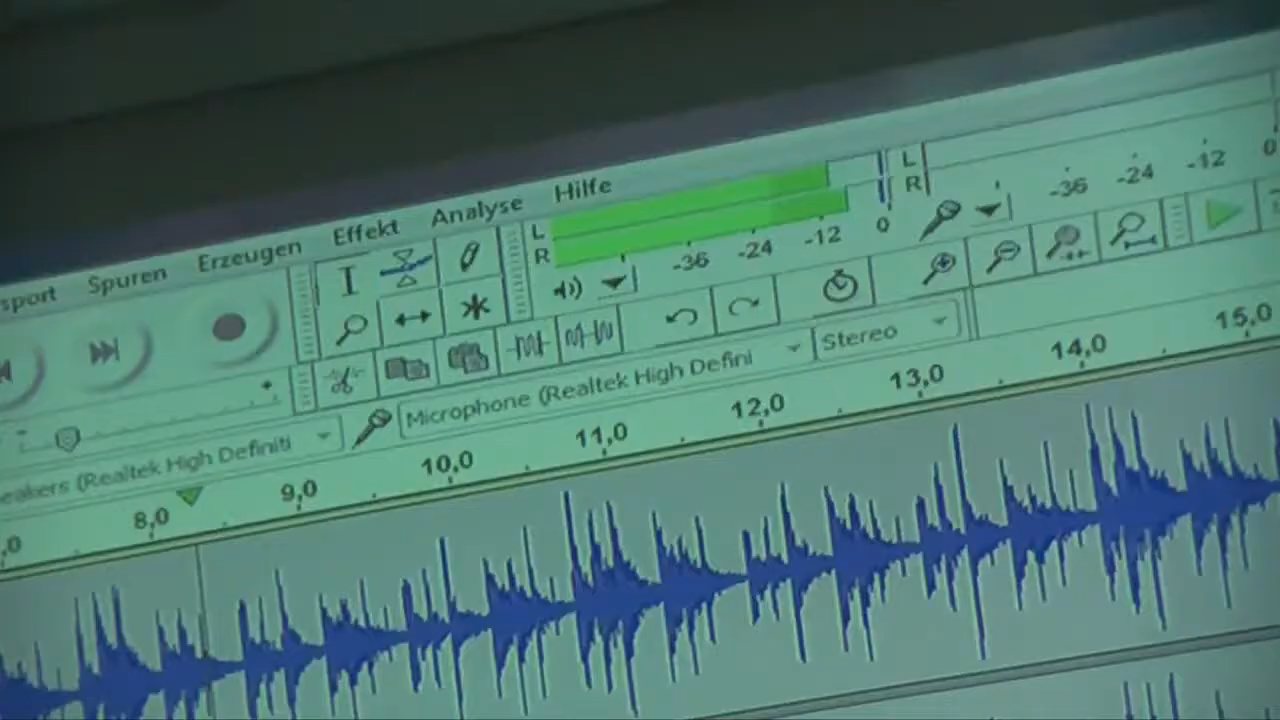 sport Spuren Erzeugen Effekt Analyse Hilfe
L
R
-36 -24 -12 0
L
R
-36 -24 -12 0
eakers (Realtek High Definiti
Microphone (Realtek High Defini
Stereo
,0 8,0 9,0 10,0 11,0 12,0 13,0 14,0 15,0